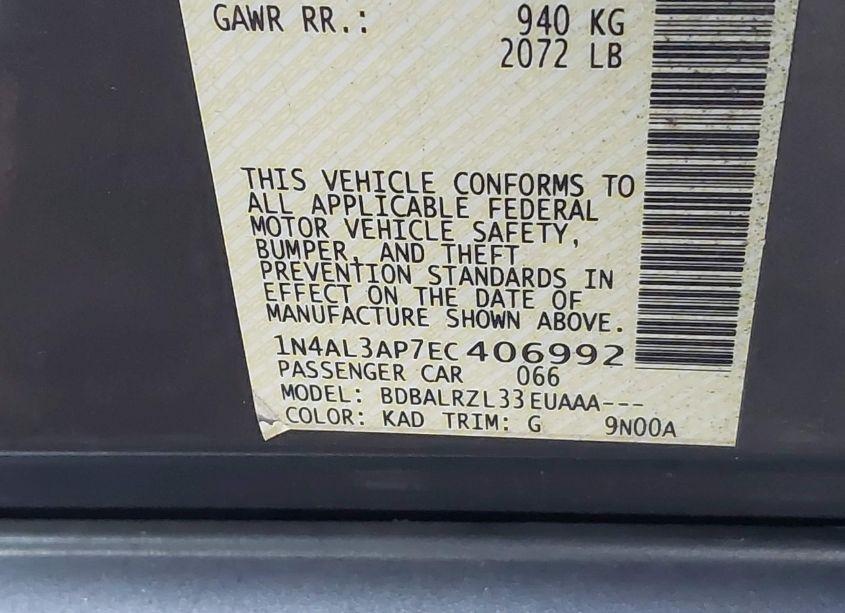 GAWR RR.: 940 KG
2072 LB
THIS VEHICLE CONFORMS TO
ALL APPLICABLE FEDERAL
MOTOR VEHICLE SAFETY,
BUMPER, AND THEFT
PREVENTION STANDARDS IN
EFFECT ON THE DATE OF
MANUFACTURE SHOWN ABOVE.
1N4AL3AP7EC406992
PASSENGER CAR 066
MODEL: BDBALRZL33EUAAA---
COLOR: KAD TRIM: G 9N00A